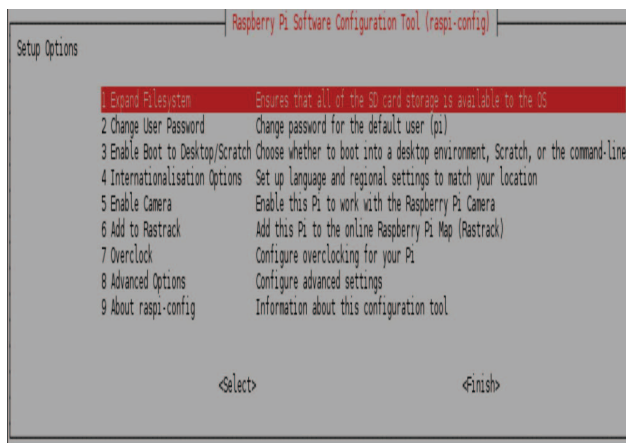 Raspberry Pi Software Configuration Tool (raspi-config)
Setup Options
1 Expand Filesystem Ensures that all of the SD card storage is available to the OS
2 Change User Password Change password for the default user (pi)
3 Enable Boot to Desktop/Scratch Choose whether to boot into a desktop environment, Scratch, or the command-line
4 Internationalisation Options Set up language and regional settings to match your location
5 Enable Camera Enable this Pi to work with the Raspberry Pi Camera
6 Add to Rastrack Add this Pi to the online Raspberry Pi Map (Rastrack)
7 Overclock Configure overclocking for your Pi
8 Advanced Options Configure advanced settings
9 About raspi-config Information about this configuration tool
<Select> <Finish>